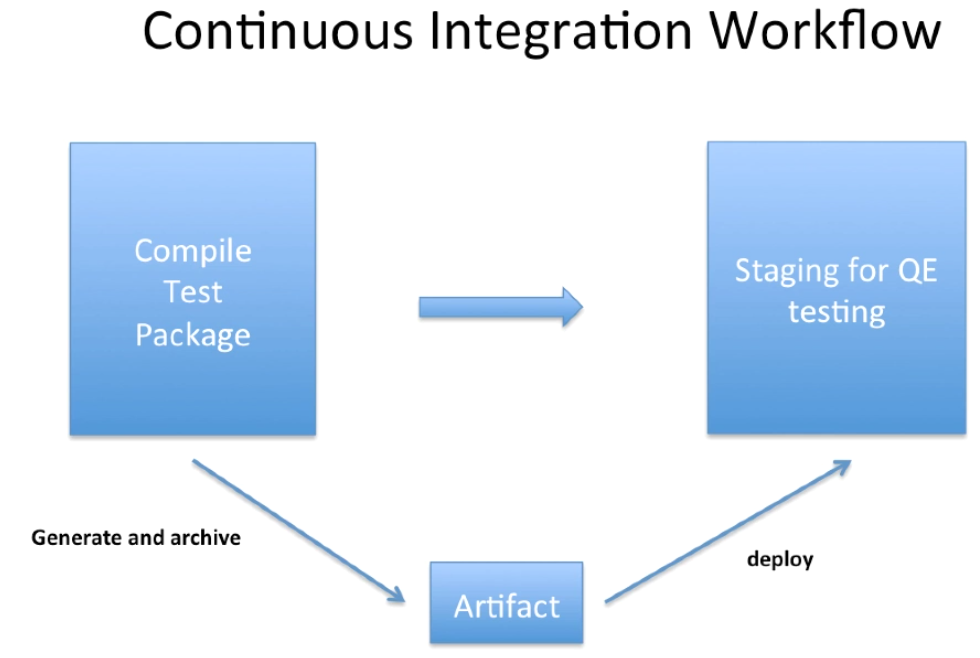 Continuous Integration Workflow
Compile
Test
Package
Staging for QE
testing
Generate and archive
deploy
Artifact